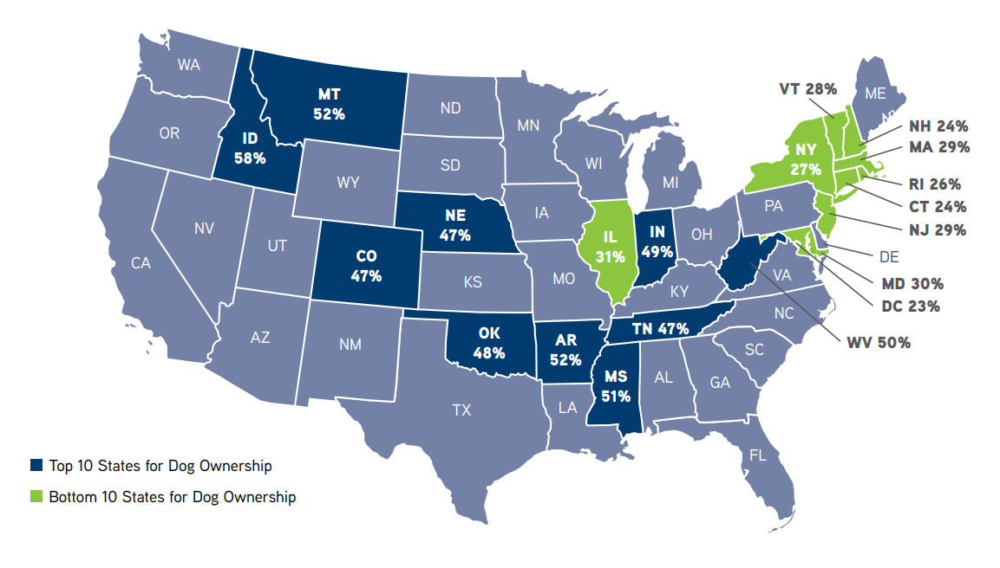 WA
MT
52%
ND
MN
VT 28%
ME
OR
ID
58%
NH 24%
MA 29%
NY
27%
WI
SD
WY
MI
RI 26%
CT 24%
PA
NJ 29%
NE
47%
IA
NV
UT
IL
31%
IN
49%
OH
DE
CO
47%
CA
KS
MO
VA
MD 30%
DC 23%
KY
NC
WV 50%
TN 47%
AZ
NM
OK
48%
AR
52%
SC
MS
51%
AL
GA
TX
LA
FL
Top 10 States for Dog Ownership
Bottom 10 States for Dog Ownership